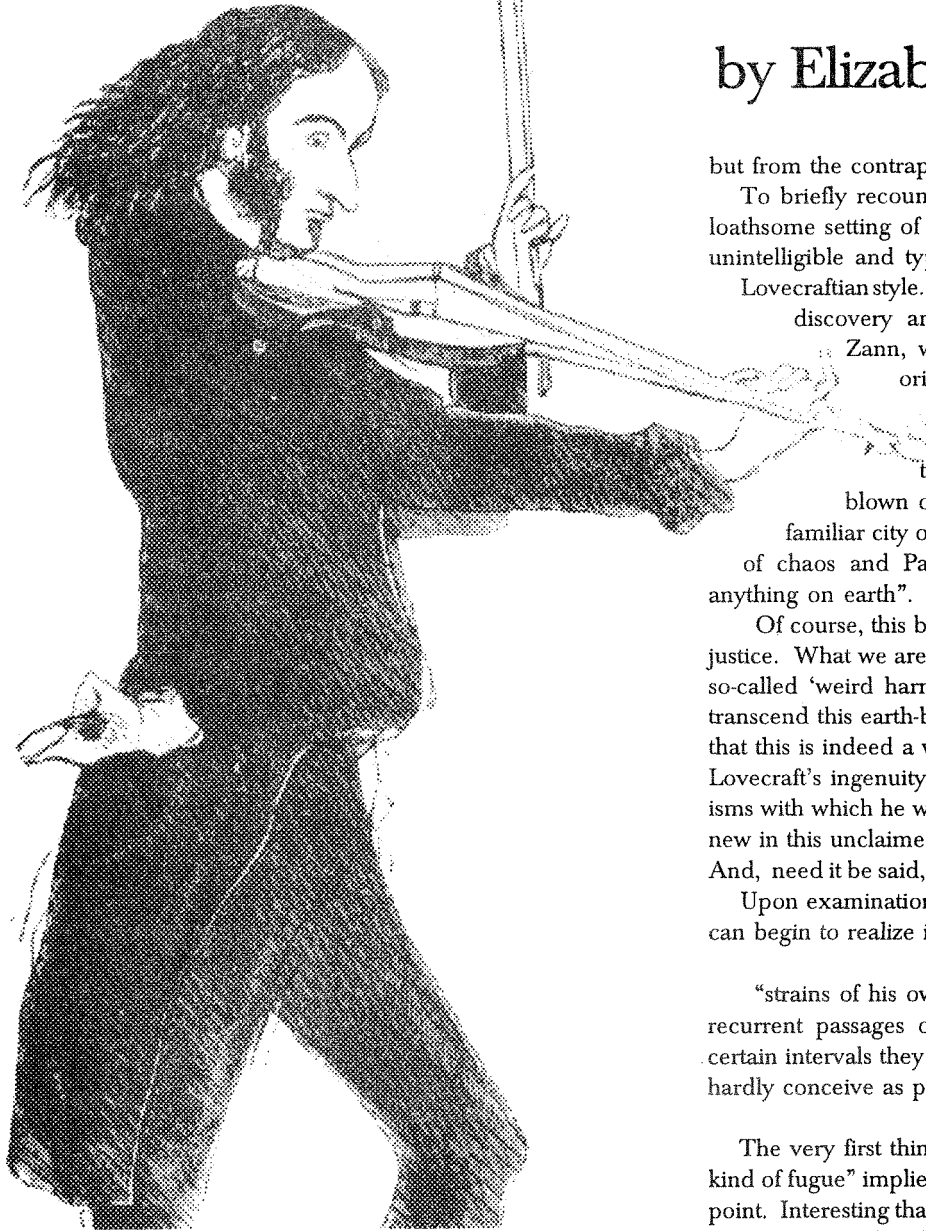 by Elizab
but from the contrap
To briefly recoun
loathsome setting of
unintelligible and ty
Lovecraftian style.
discovery an
Zann, w
ori
t
blown o
familiar city o
of chaos and Pa
anything on earth”.
Of course, this b
justice. What we are
so-called ‘weird harr
transcend this earth-b
that this is indeed a v
Lovecraft's ingenuity
isms with which he w
new in this unclaime
And, need it be said,
Upon examination
can begin to realize i
“strains of his ow
recurrent passages o
certain intervals they
hardly conceive as p
The very first thin
kind of fugue” implie
point. Interesting tha